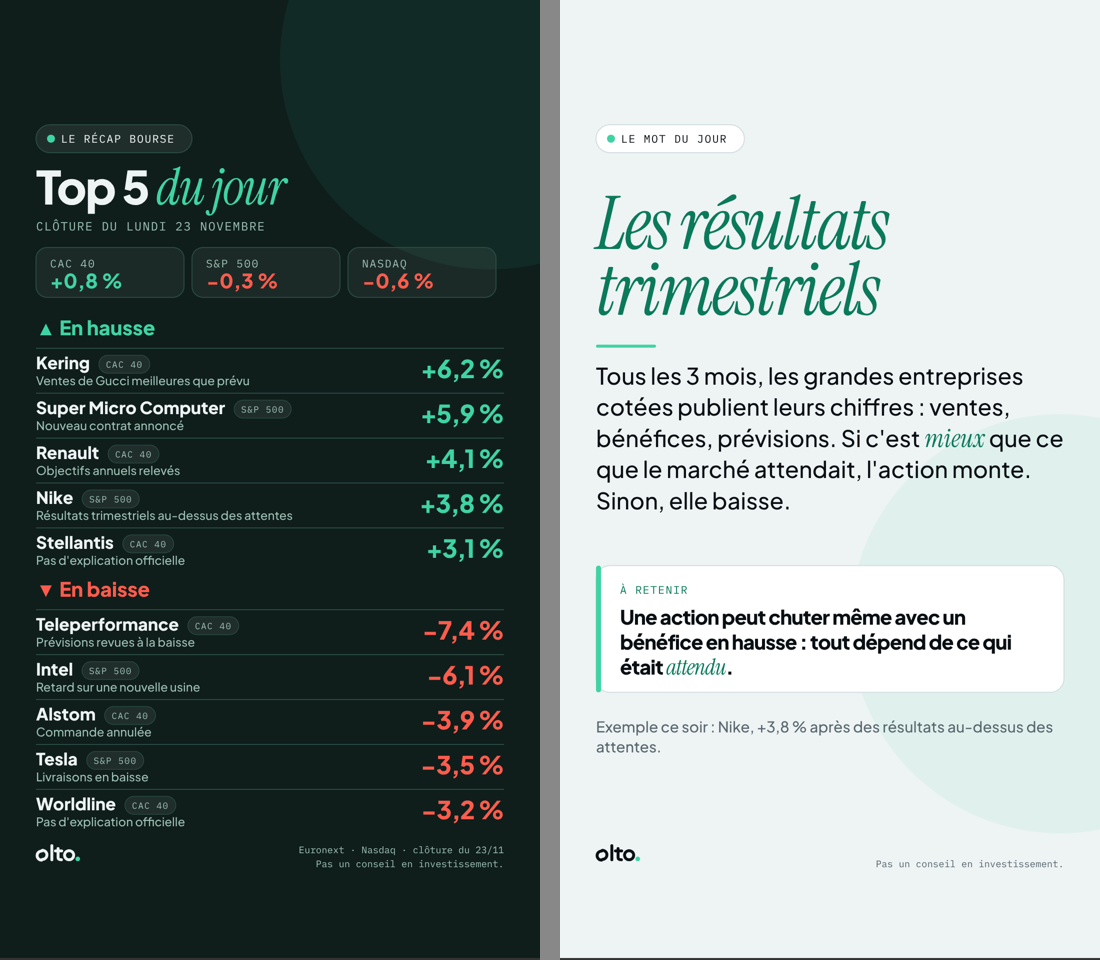 LE RÉCAP BOURSE
Top 5 du jour
CLÔTURE DU LUNDI 23 NOVEMBRE
CAC 40
+0,8 %
S&P 500
−0,3 %
NASDAQ
−0,6 %
▲ En hausse
Kering CAC 40
Ventes de Gucci meilleures que prévu
+6,2 %
Super Micro Computer S&P 500
Nouveau contrat annoncé
+5,9 %
Renault CAC 40
Objectifs annuels relevés
+4,1 %
Nike S&P 500
Résultats trimestriels au-dessus des attentes
+3,8 %
Stellantis CAC 40
Pas d'explication officielle
+3,1 %
▼ En baisse
Teleperformance CAC 40
Prévisions revues à la baisse
−7,4 %
Intel S&P 500
Retard sur une nouvelle usine
−6,1 %
Alstom CAC 40
Commande annulée
−3,9 %
Tesla S&P 500
Livraisons en baisse
−3,5 %
Worldline CAC 40
Pas d'explication officielle
−3,2 %
olto.
Euronext · Nasdaq · clôture du 23/11
Pas un conseil en investissement.
LE MOT DU JOUR
Les résultats
trimestriels
Tous les 3 mois, les grandes entreprises
cotées publient leurs chiffres : ventes,
bénéfices, prévisions. Si c'est mieux que ce
que le marché attendait, l'action monte.
Sinon, elle baisse.
À RETENIR
Une action peut chuter même avec un
bénéfice en hausse : tout dépend de ce qui
était attendu.
Exemple ce soir : Nike, +3,8 % après des résultats au-dessus des
attentes.
olto.
Pas un conseil en investissement.